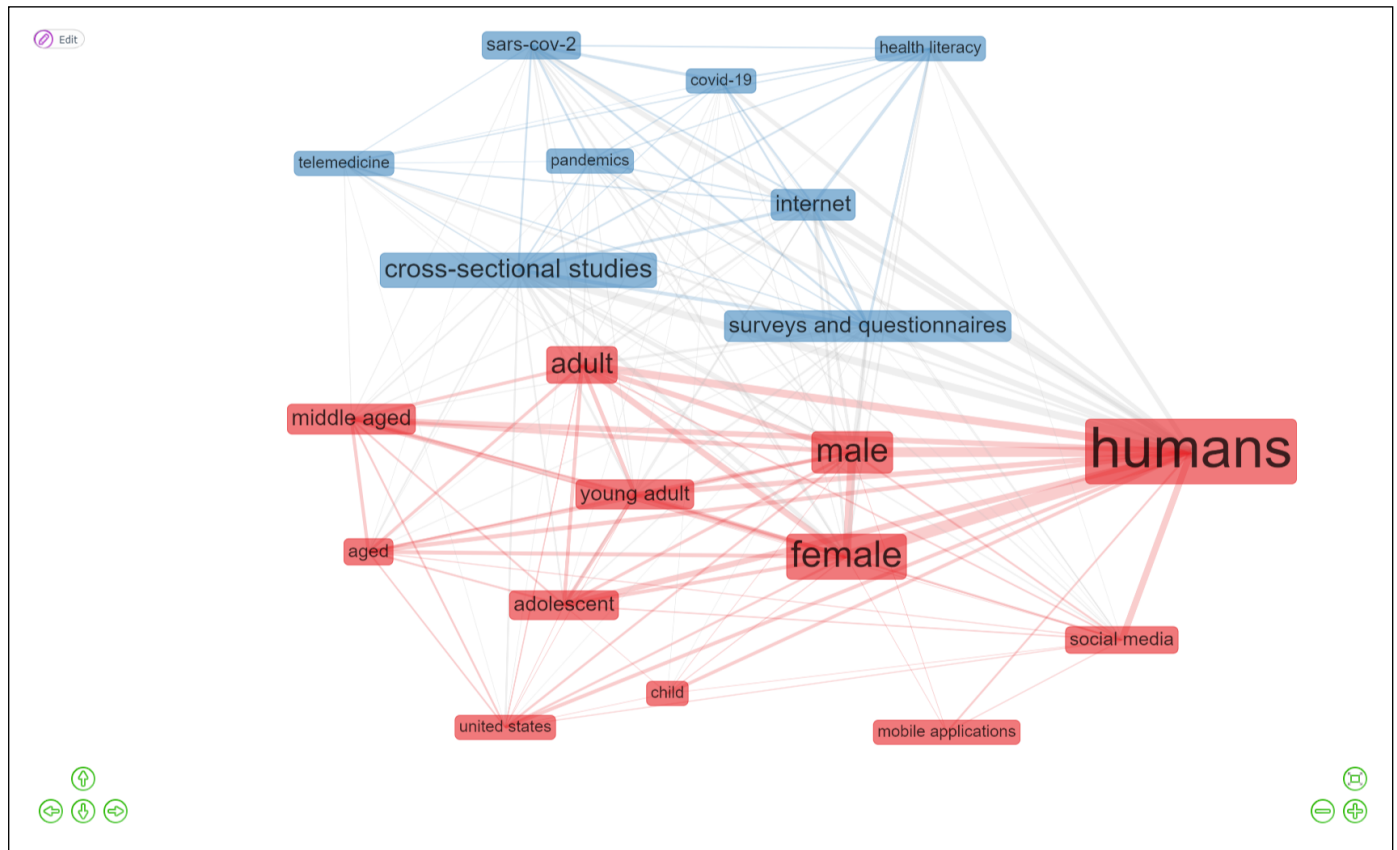 Edit
sars-cov-2
health literacy
covid-19
telemedicine
pandemics
internet
cross-sectional studies
surveys and questionnaires
adult
middle aged
male
humans
young adult
aged
female
adolescent
social media
child
united states
mobile applications